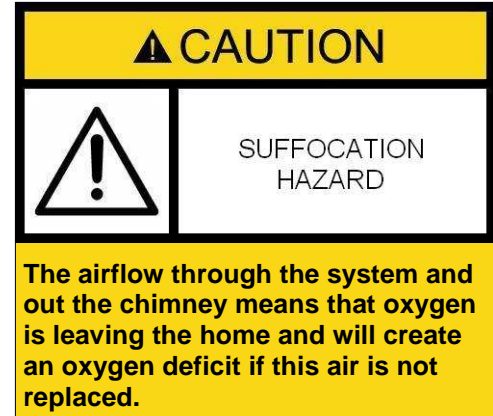 CAUTION
SUFFOCATION
HAZARD
The airflow through the system and
out the chimney means that oxygen
is leaving the home and will create
an oxygen deficit if this air is not
replaced.